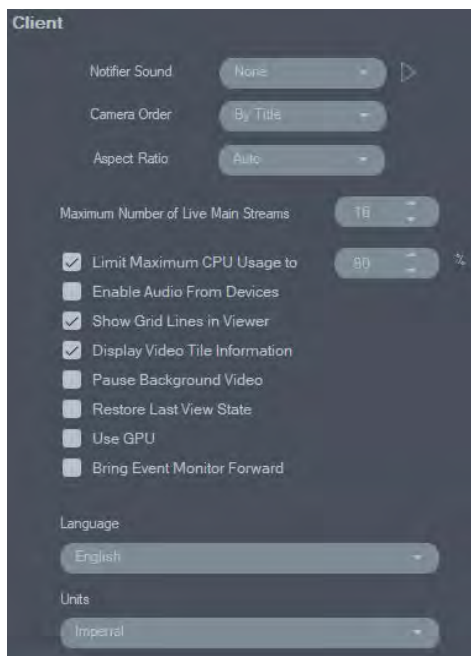 Client
Notifier Sound None
Camera Order By Title
Aspect Ratio Auto
Maximum Number of Live Main Streams 16
Limit Maximum CPU Usage to 80 %
Enable Audio From Devices
Show Grid Lines in Viewer
Display Video Tile Information
Pause Background Video
Restore Last View State
Use GPU
Bring Event Monitor Forward
Language
English
Units
Imperial